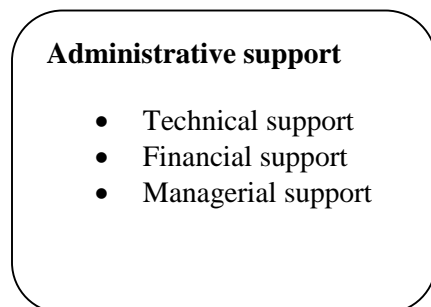 Administrative support
• Technical support
• Financial support
• Managerial support